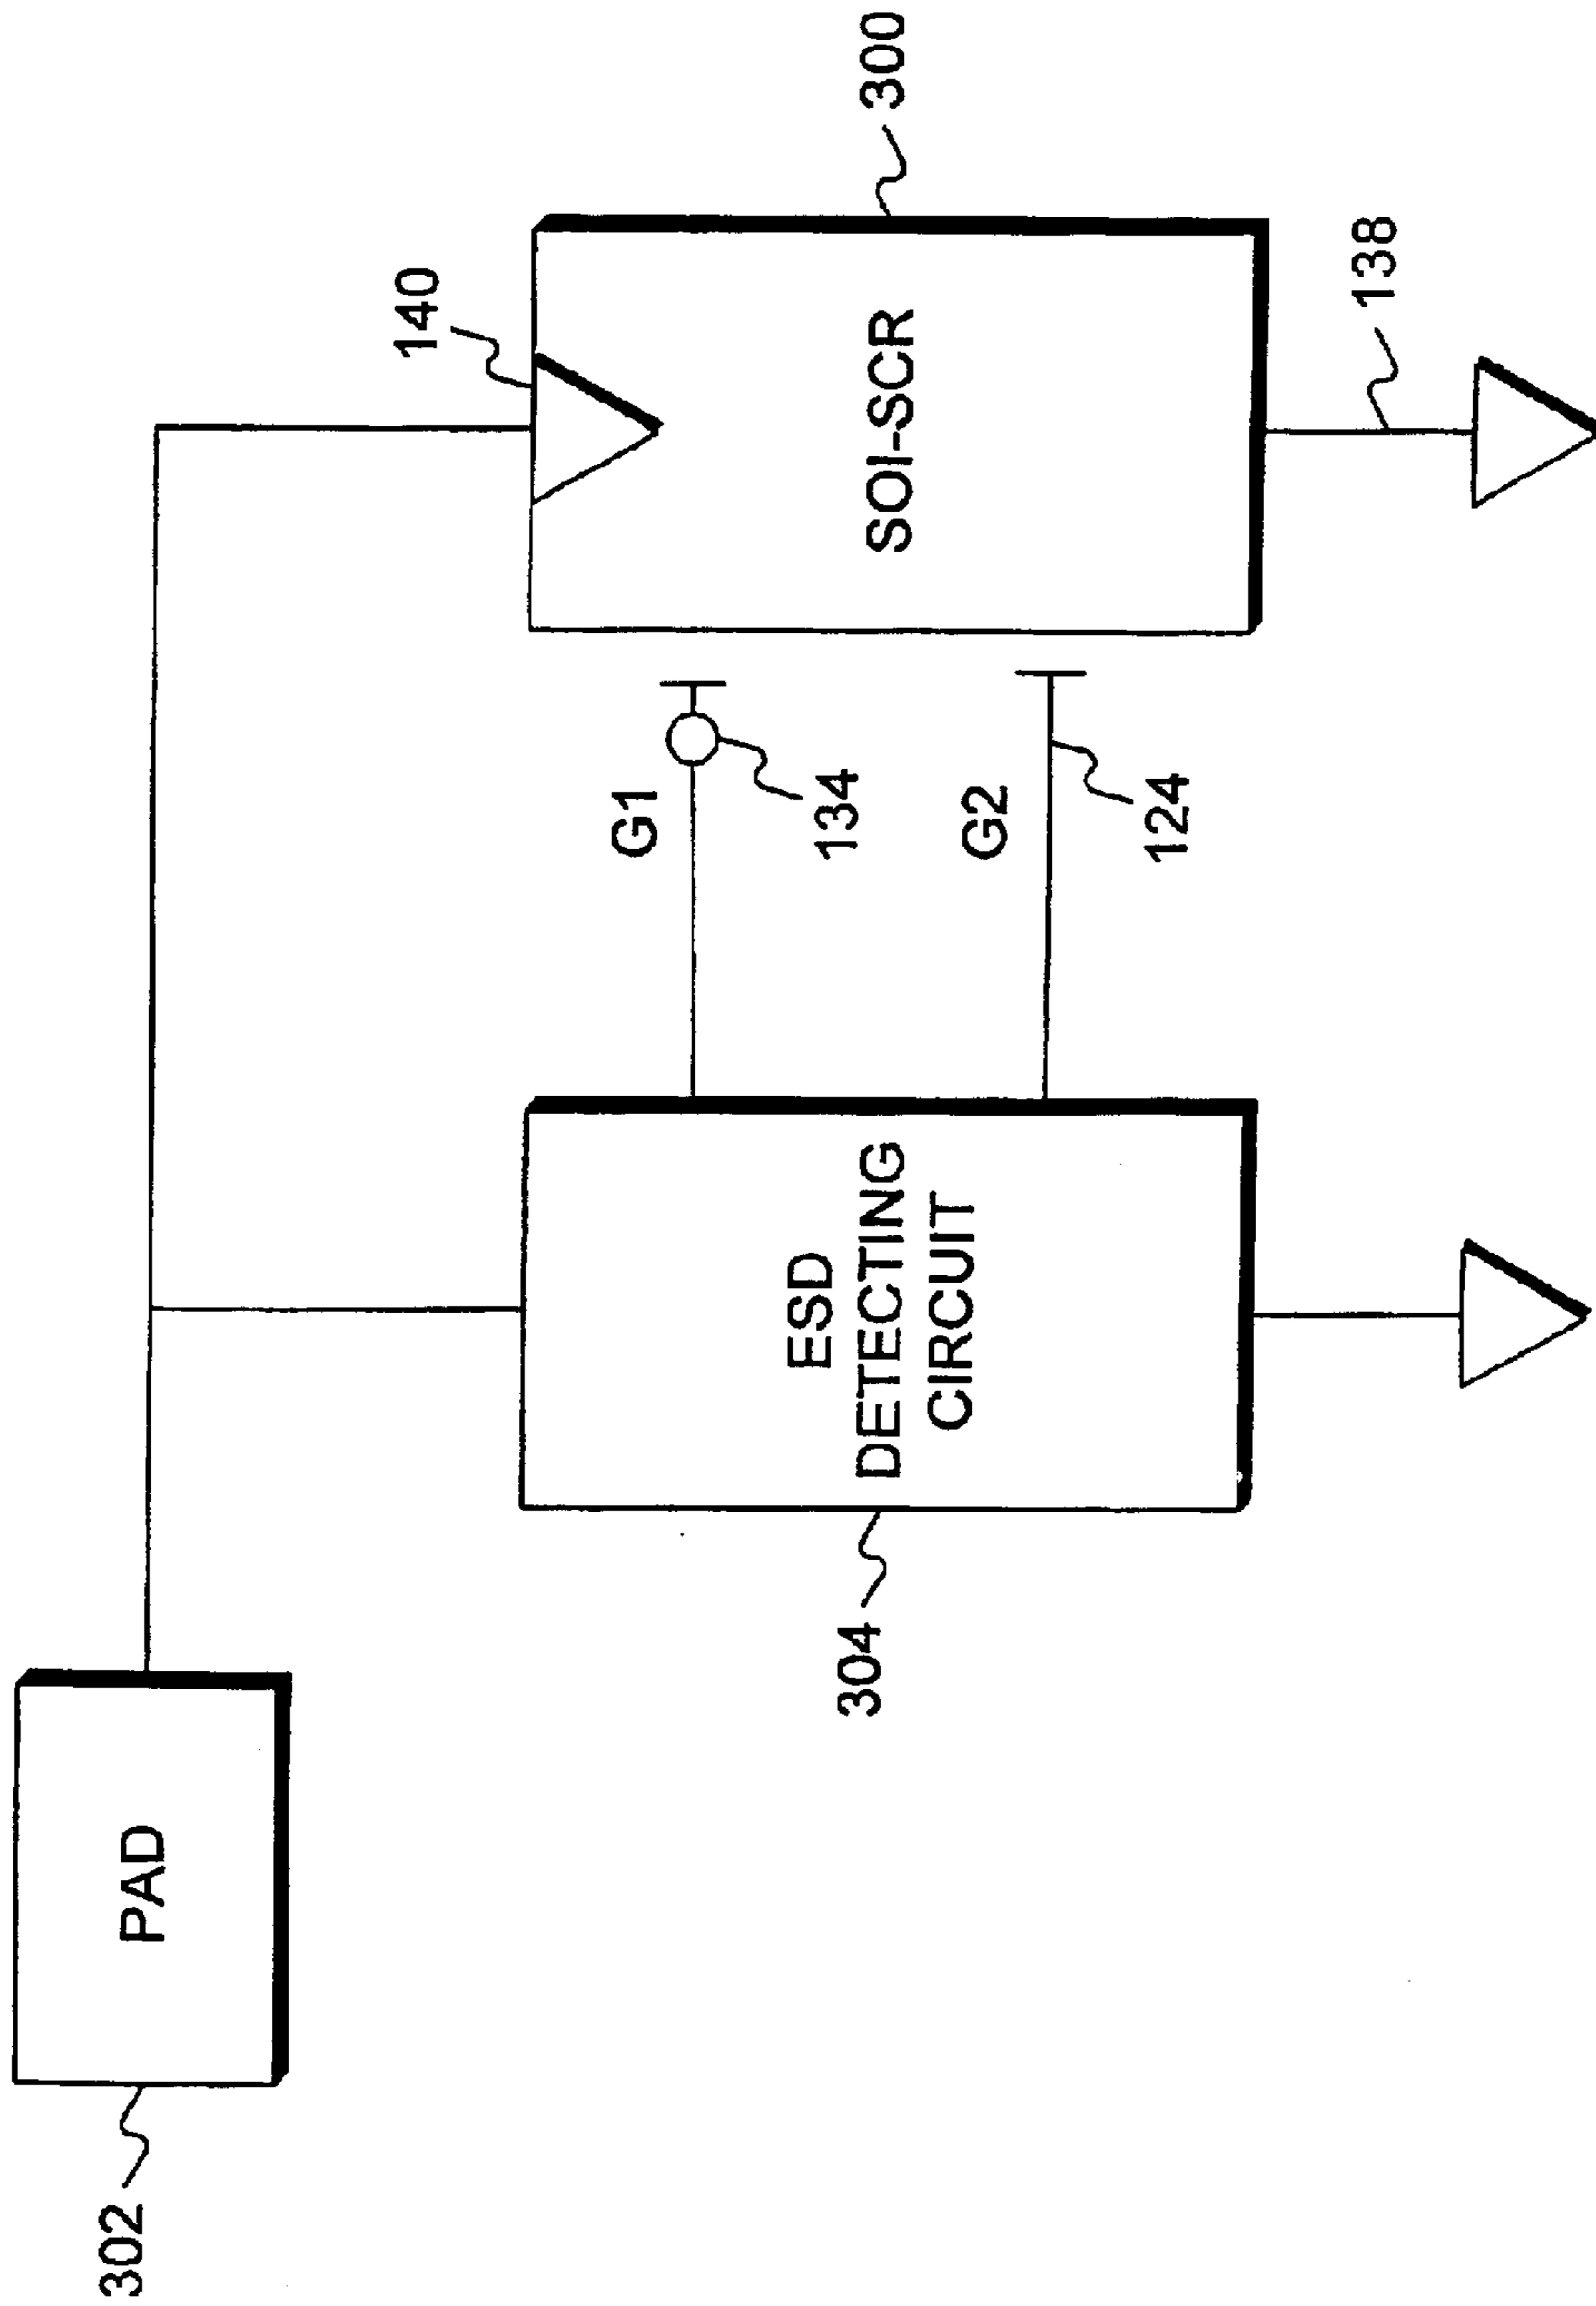 302
PAD
304
ESD
DETECTING
CIRCUIT
G1
134
G2
124
140
SOI-SCR
300
138